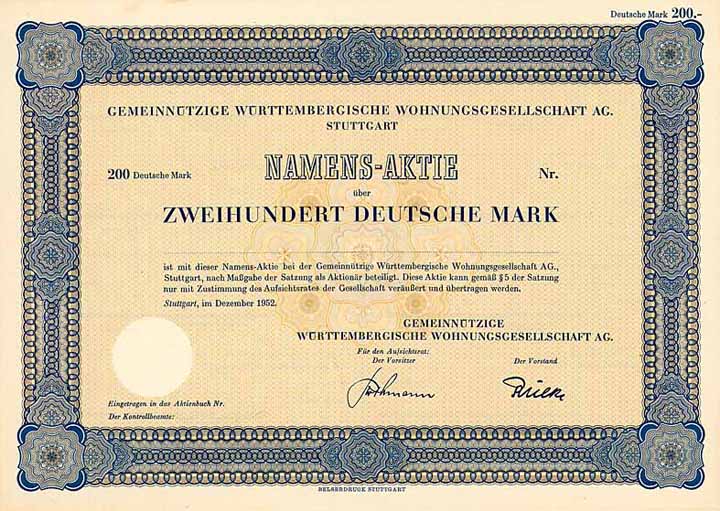 Deutsche Mark 200.-
GEMEINNÜTZIGE WÜRTTEMBERGISCHE WOHNUNGSGESELLSCHAFT AG.
STUTTGART
200 Deutsche Mark NAMENS-AKTIE Nr.
über
ZWEIHUNDERT DEUTSCHE MARK
ist mit dieser Namens-Aktie bei der Gemeinnützige Württembergische Wohnungsgesellschaft AG.,
Stuttgart, nach Maßgabe der Satzung als Aktionär beteiligt. Diese Aktie kann gemäß § 5 der Satzung
nur mit Zustimmung des Aufsichtsrates der Gesellschaft veräußert und übertragen werden.
Stuttgart, im Dezember 1952.
GEMEINNÜTZIGE
WÜRTTEMBERGISCHE WOHNUNGSGESELLSCHAFT AG.
Für den Aufsichtsrat:
Der Vorsitzer Der Vorstand
Eingetragen in das Aktienbuch Nr.
Der Kontrollbeamte:
BELSERDRUCK STUTTGART